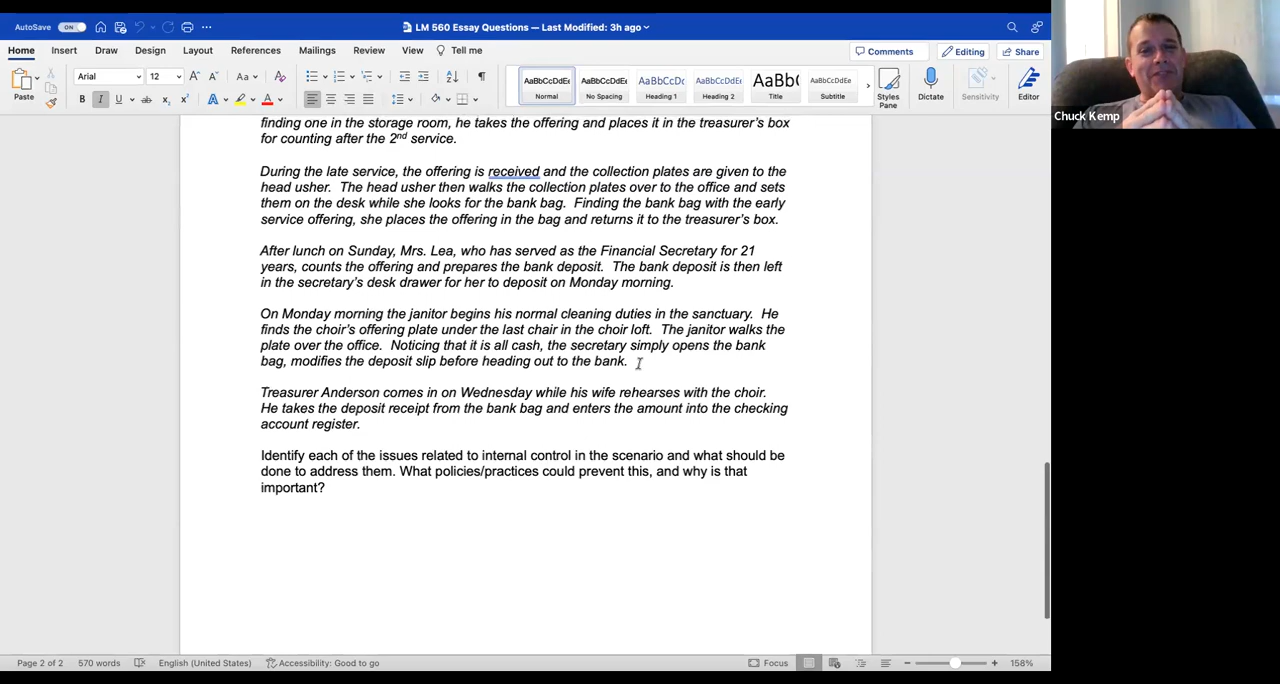 AutoSave ON LM 560 Essay Questions — Last Modified: 3h ago
Home Insert Draw Design Layout References Mailings Review View Tell me Comments Editing Share
Paste Arial 12 Aa AaBbCcDdEe Normal AaBbCcDdEe No Spacing AaBbCcDc Heading 1 AaBbCcDdEe Heading 2 AaBb( Title AaBbCcDdEe Subtitle Styles Pane Dictate Sensitivity Editor
Chuck Kemp
finding one in the storage room, he takes the offering and places it in the treasurer's box
for counting after the 2nd service.
During the late service, the offering is received and the collection plates are given to the
head usher. The head usher then walks the collection plates over to the office and sets
them on the desk while she looks for the bank bag. Finding the bank bag with the early
service offering, she places the offering in the bag and returns it to the treasurer's box.
After lunch on Sunday, Mrs. Lea, who has served as the Financial Secretary for 21
years, counts the offering and prepares the bank deposit. The bank deposit is then left
in the secretary's desk drawer for her to deposit on Monday morning.
On Monday morning the janitor begins his normal cleaning duties in the sanctuary. He
finds the choir's offering plate under the last chair in the choir loft. The janitor walks the
plate over the office. Noticing that it is all cash, the secretary simply opens the bank
bag, modifies the deposit slip before heading out to the bank.
Treasurer Anderson comes in on Wednesday while his wife rehearses with the choir.
He takes the deposit receipt from the bank bag and enters the amount into the checking
account register.
Identify each of the issues related to internal control in the scenario and what should be
done to address them. What policies/practices could prevent this, and why is that
important?
Page 2 of 2 570 words English (United States) Accessibility: Good to go Focus 158%